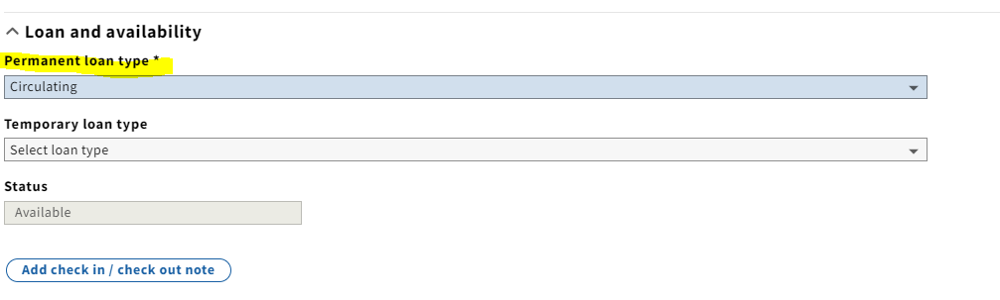 Loan and availability
Permanent loan type *
Circulating
Temporary loan type
Select loan type
Status
Available
Add check in / check out note